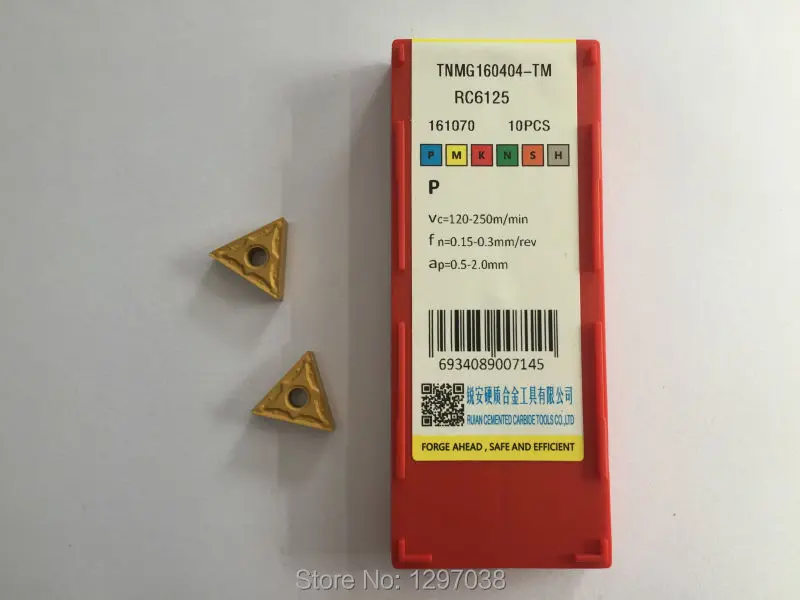 TNMG160404-TM
RC6125
161070 10PCS
P M K N S H
P
Vc=120-250m/min
fn=0.15-0.3mm/rev
ap=0.5-2.0mm
6934089007145
锐安硬质合金工具有限公司
RUIAN CEMENTED CARBIDE TOOLS CO.,LTD
FORGE AHEAD , SAFE AND EFFICIENT
Store No: 1297038